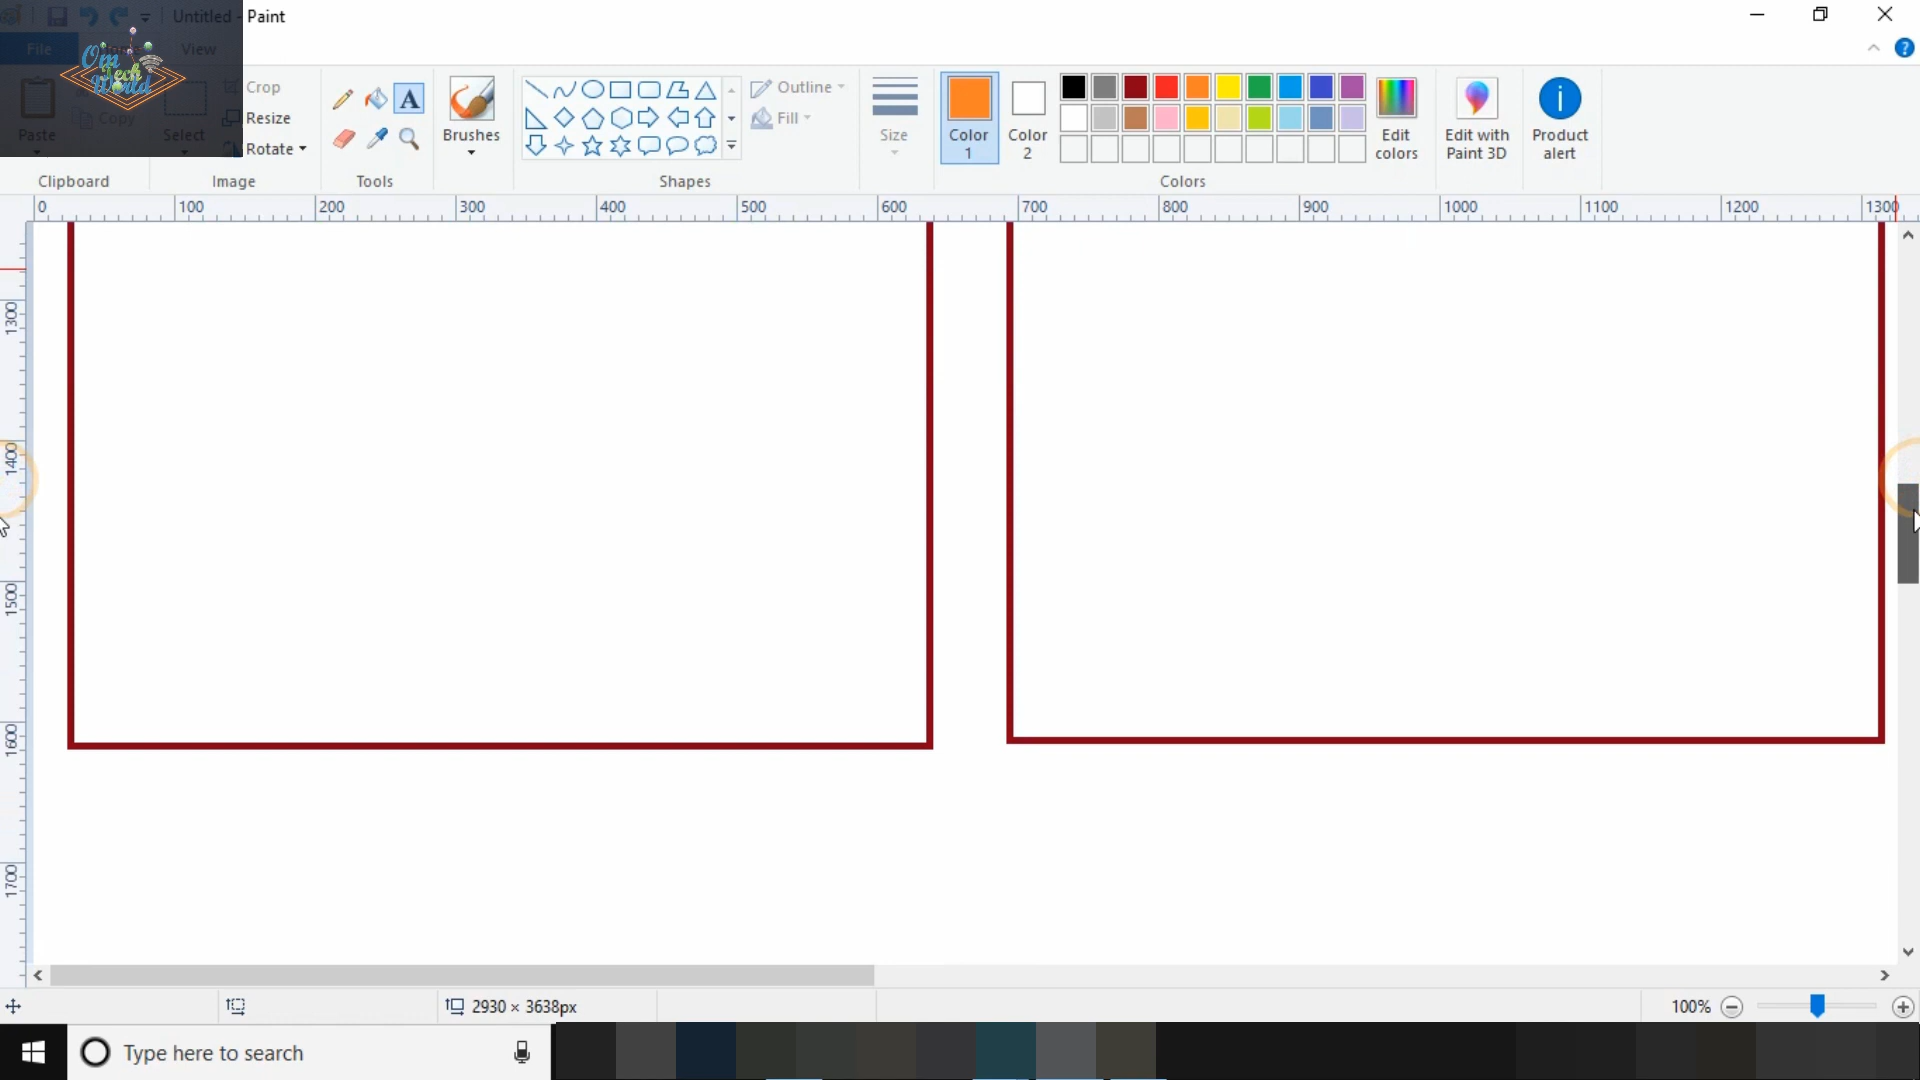 Untitled - Paint
File
View
Om
Tech
World
Paste
Copy
Select
Crop
Resize
Rotate
Brushes
Outline
Fill
Size
Color
1
Color
2
Edit
colors
Edit with
Paint 3D
Product
alert
Clipboard
Image
Tools
Shapes
Colors
0 100 200 300 400 500 600 700 800 900 1000 1100 1200 1300
1300
1400
1500
1600
1700
2930 × 3638px
100%
Type here to search